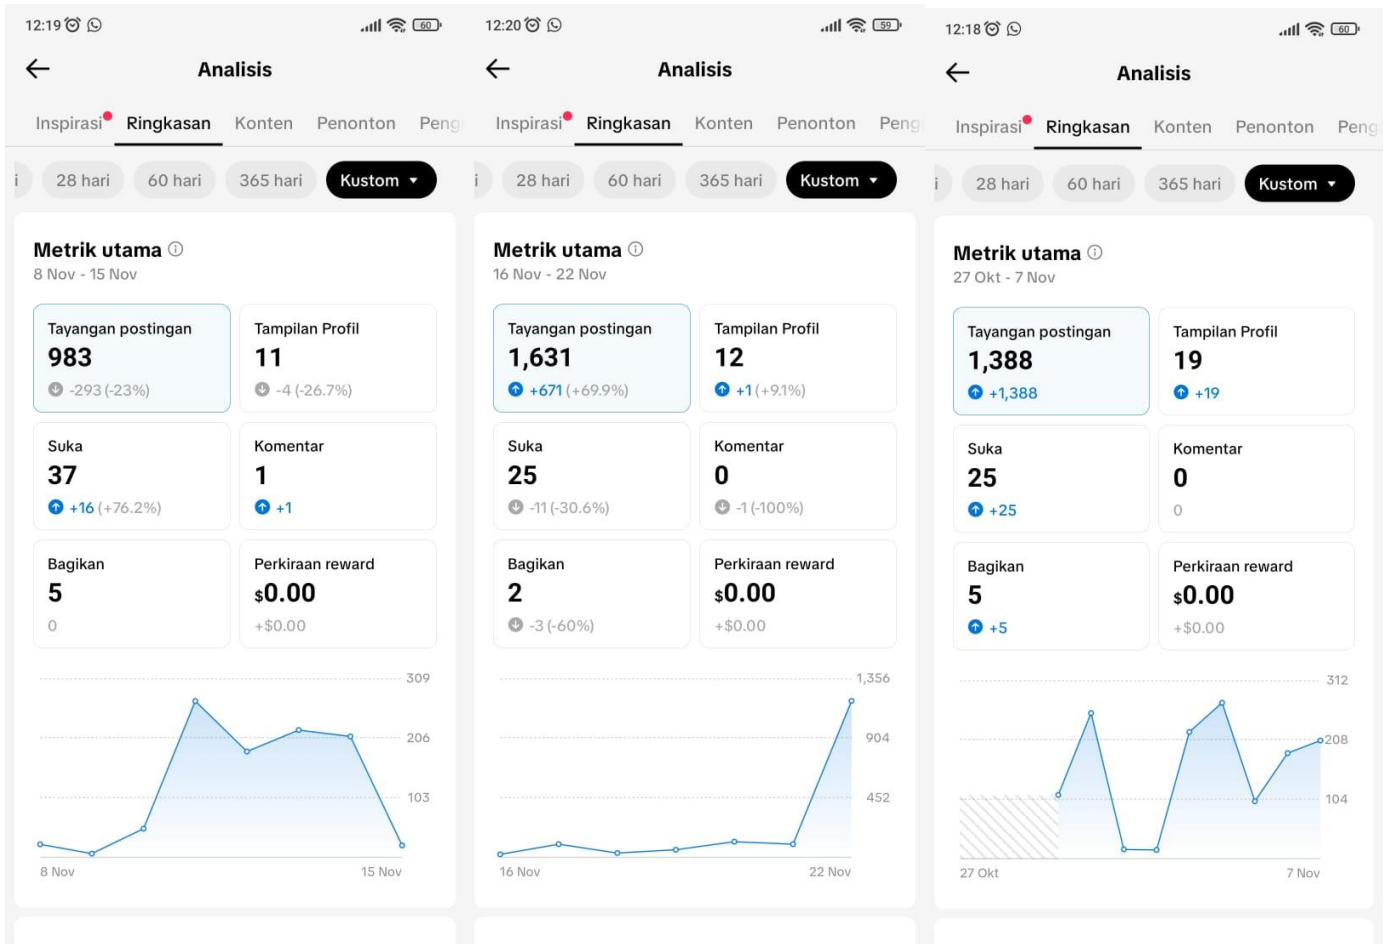 12:19
60
Analisis
Inspirasi Ringkasan Konten Penonton Peng
i 28 hari 60 hari 365 hari Kustom
Metrik utama
8 Nov - 15 Nov
Tayangan postingan
983
-293 (-23%)
Tampilan Profil
11
-4 (-26.7%)
Suka
37
+16 (+76.2%)
Komentar
1
+1
Bagikan
5
0
Perkiraan reward
$0.00
+$0.00
309
206
103
8 Nov 15 Nov
12:20
59
Analisis
Inspirasi Ringkasan Konten Penonton Peng
i 28 hari 60 hari 365 hari Kustom
Metrik utama
16 Nov - 22 Nov
Tayangan postingan
1,631
+671 (+69.9%)
Tampilan Profil
12
+1 (+9.1%)
Suka
25
-11 (-30.6%)
Komentar
0
-1 (-100%)
Bagikan
2
-3 (-60%)
Perkiraan reward
$0.00
+$0.00
1,356
904
452
16 Nov 22 Nov
12:18
60
Analisis
Inspirasi Ringkasan Konten Penonton Peng
i 28 hari 60 hari 365 hari Kustom
Metrik utama
27 Okt - 7 Nov
Tayangan postingan
1,388
+1,388
Tampilan Profil
19
+19
Suka
25
+25
Komentar
0
0
Bagikan
5
+5
Perkiraan reward
$0.00
+$0.00
312
208
104
27 Okt 7 Nov